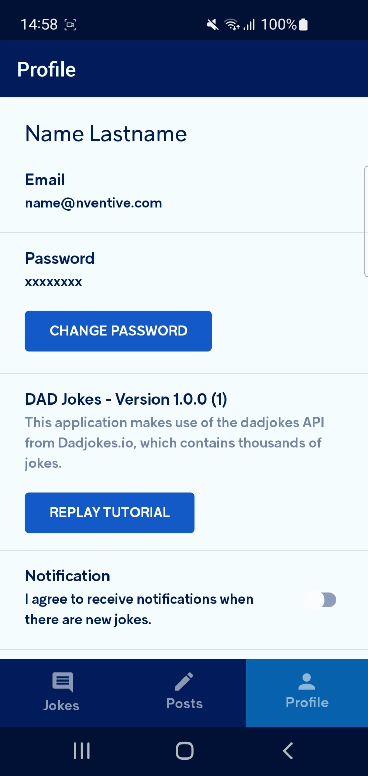 14:58 100%
Profile
Name Lastname
Email
name@nventive.com
Password
xxxxxxxx
CHANGE PASSWORD
DAD Jokes - Version 1.0.0 (1)
This application makes use of the dadjokes API
from Dadjokes.io, which contains thousands of
jokes.
REPLAY TUTORIAL
Notification
I agree to receive notifications when
there are new jokes.
Jokes
Posts
Profile